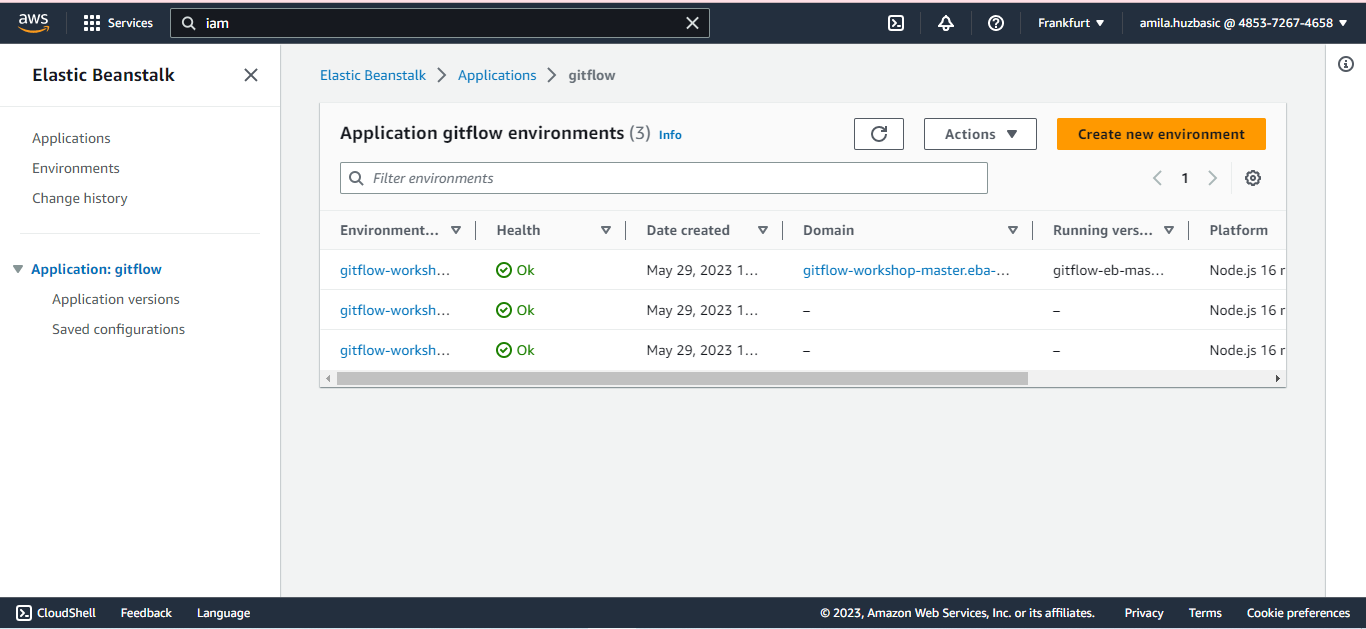 aws Services iam Frankfurt amila.huzbasic @ 4853-7267-4658
Elastic Beanstalk
Applications
Environments
Change history
Application: gitflow
Application versions
Saved configurations
Elastic Beanstalk Applications gitflow
Application gitflow environments (3) Info Actions Create new environment
Filter environments 1
Environment... Health Date created Domain Running vers... Platform
gitflow-worksh... Ok May 29, 2023 1... gitflow-workshop-master.eba-... gitflow-eb-mas... Node.js 16 r
gitflow-worksh... Ok May 29, 2023 1... – – Node.js 16 r
gitflow-worksh... Ok May 29, 2023 1... – – Node.js 16 r
CloudShell Feedback Language © 2023, Amazon Web Services, Inc. or its affiliates. Privacy Terms Cookie preferences